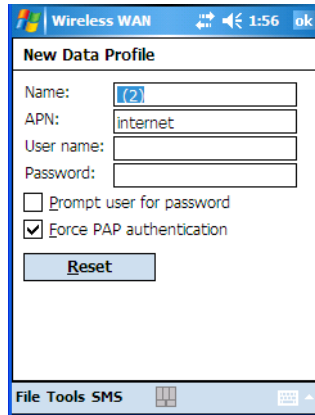 Wireless WAN 1:56 ok
New Data Profile
Name: (2)
APN: internet
User name:
Password:
Prompt user for password
Force PAP authentication
Reset
File Tools SMS